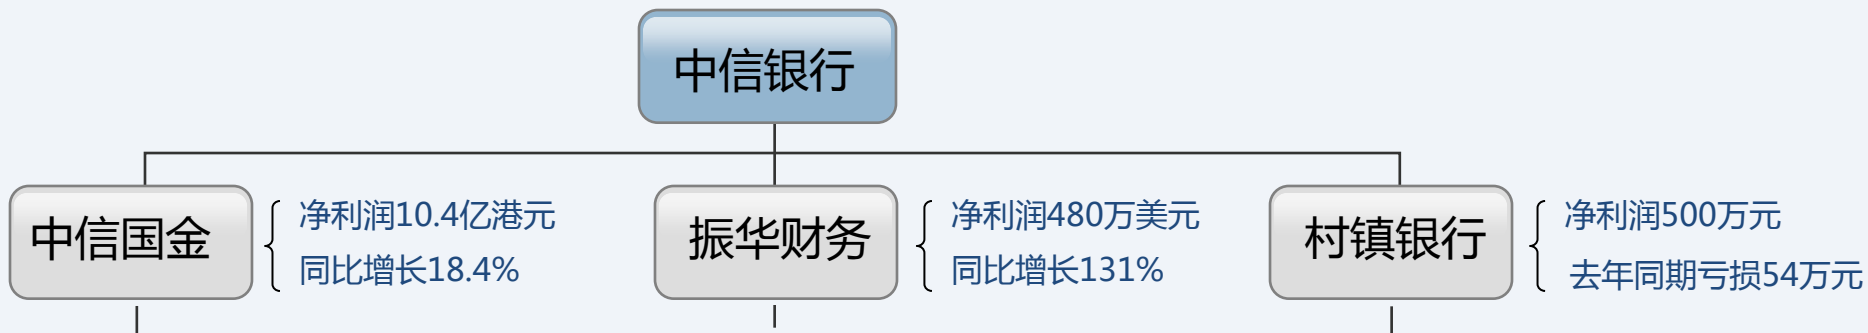 中信银行
中信国金
净利润10.4亿港元
同比增长18.4%
振华财务
净利润480万美元
同比增长131%
村镇银行
净利润500万元
去年同期亏损54万元